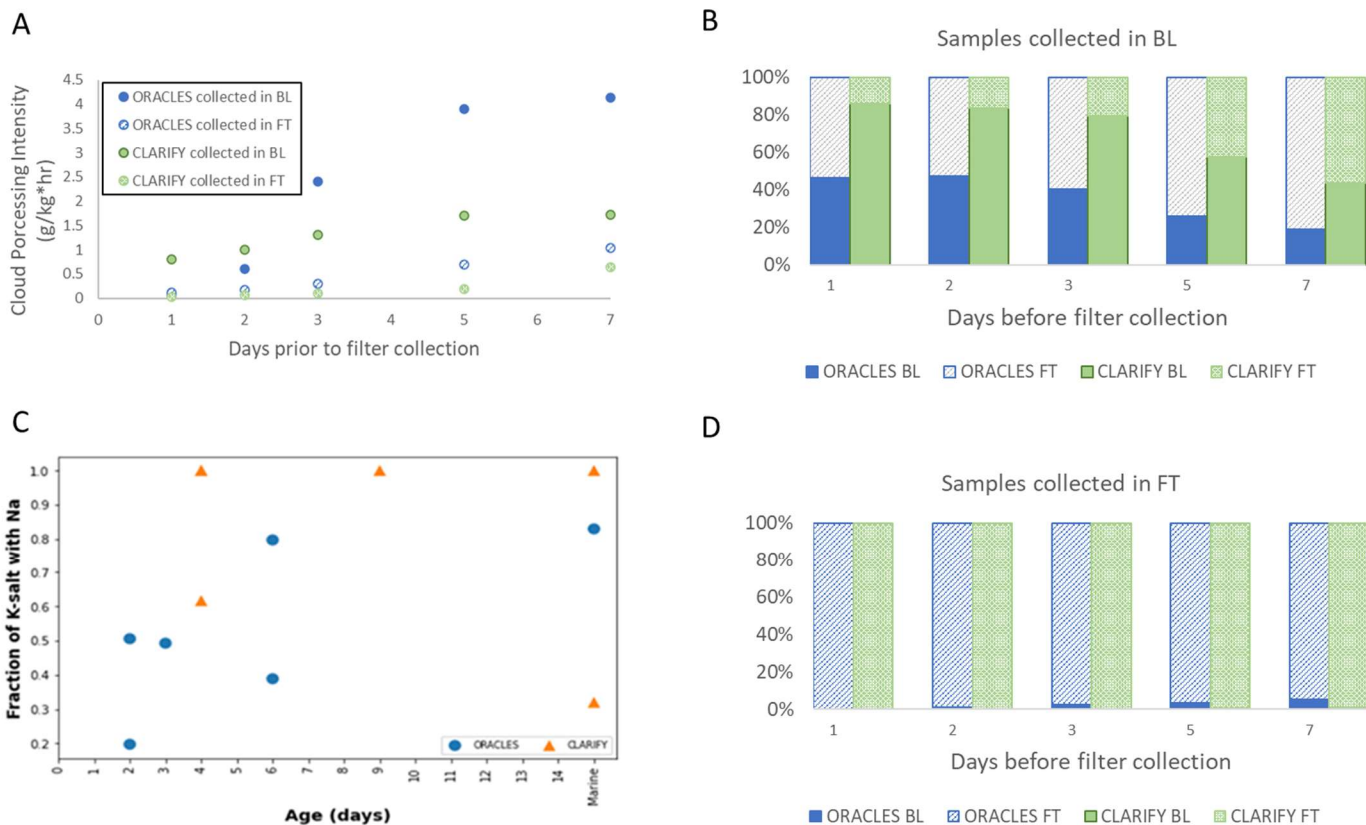 A
4.5
4
3.5
3
2.5
2
1.5
1
0.5
0
ORACLES collected in BL
ORACLES collected in FT
CLARIFY collected in BL
CLARIFY collected in FT
Cloud Porcessing Intensity
(g/kg*hr)
0 1 2 3 4 5 6 7
Days prior to filter collection
B
Samples collected in BL
100%
80%
60%
40%
20%
0%
1 2 3 5 7
Days before filter collection
ORACLES BL ORACLES FT CLARIFY BL CLARIFY FT
C
Fraction of K-salt with Na
1.0
0.9
0.8
0.7
0.6
0.5
0.4
0.3
0.2
ORACLES CLARIFY
0 1 2 3 4 5 6 7 9 10 11 12 13 14 Marine
Age (days)
D
Samples collected in FT
100%
80%
60%
40%
20%
0%
1 2 3 5 7
Days before filter collection
ORACLES BL ORACLES FT CLARIFY BL CLARIFY FT